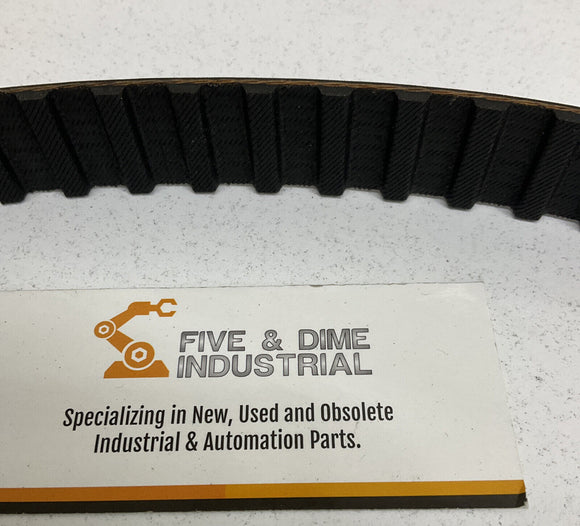 FIVE & DIME
INDUSTRIAL
Specializing in New, Used and Obsolete
Industrial & Automation Parts.